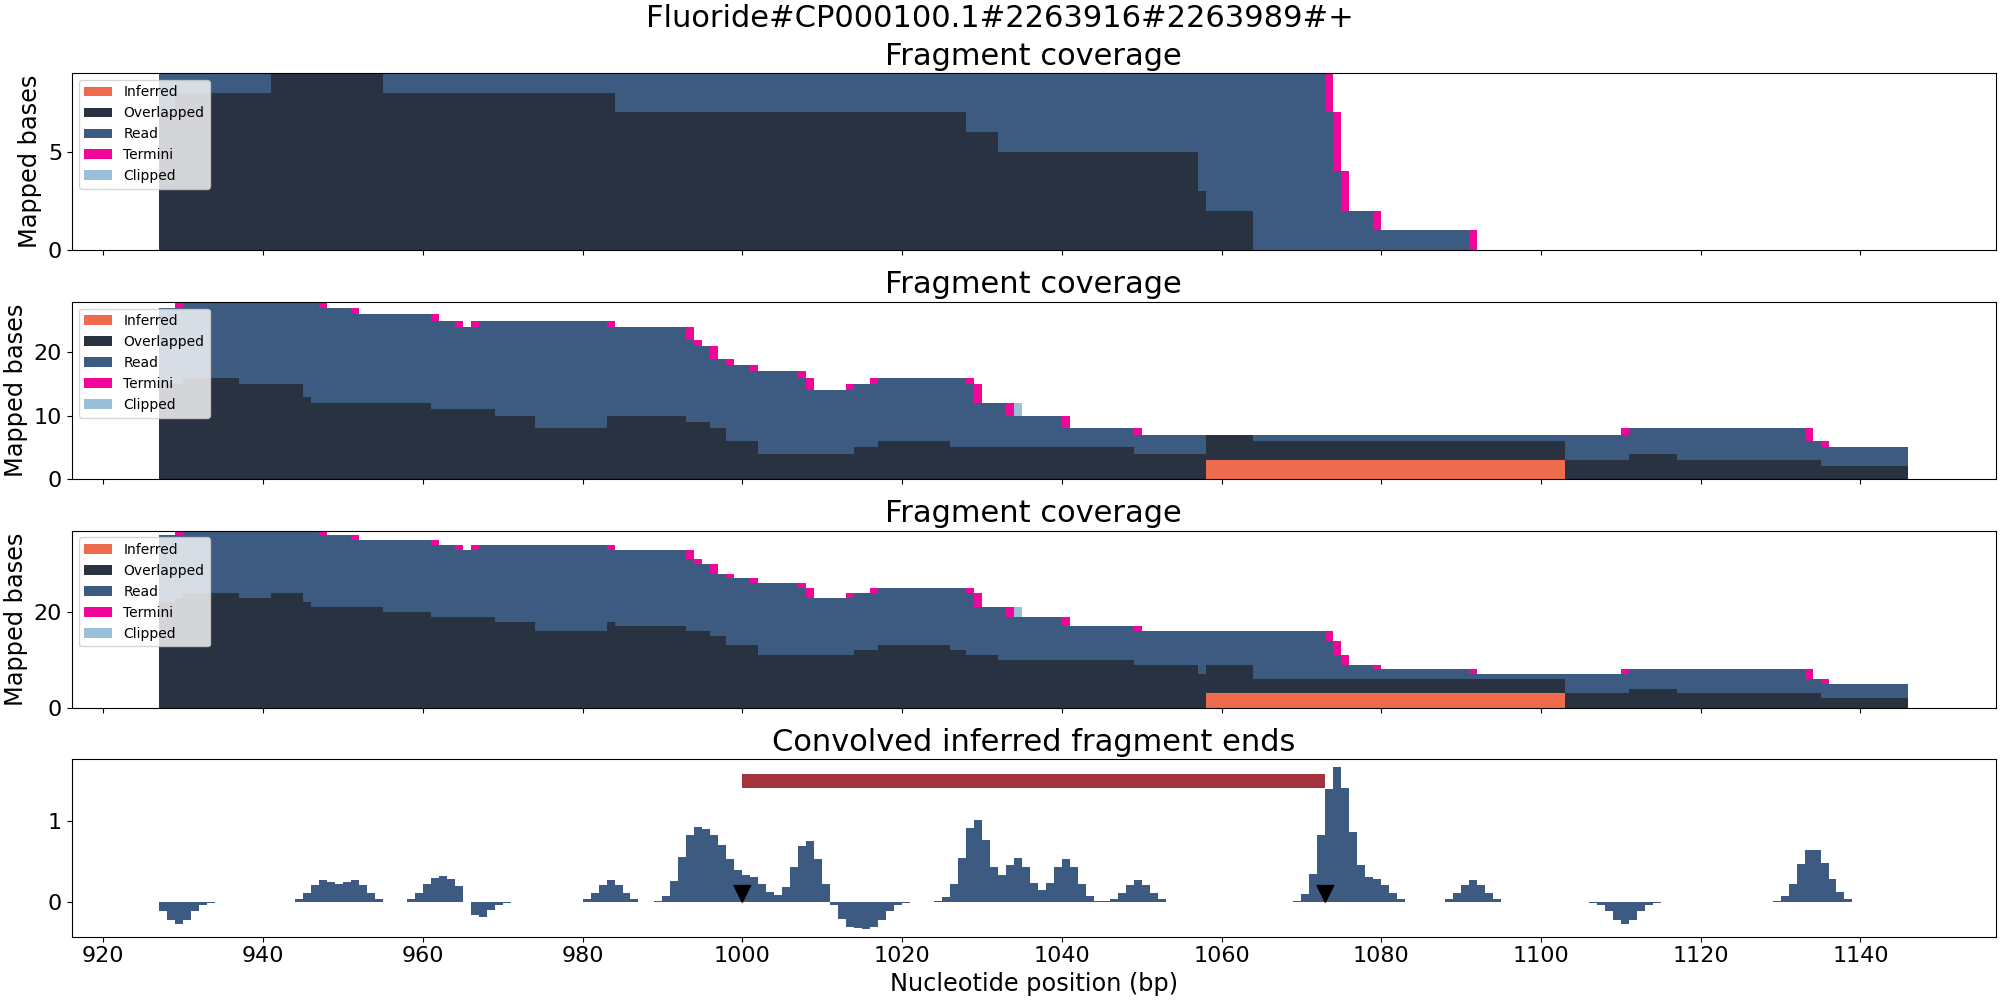 Fluoride#CP000100.1#2263916#2263989#+
Fragment coverage
Mapped bases
5
0
Inferred
Overlapped
Read
Termini
Clipped
Fragment coverage
Mapped bases
20
10
0
Inferred
Overlapped
Read
Termini
Clipped
Fragment coverage
Mapped bases
20
0
Inferred
Overlapped
Read
Termini
Clipped
Convolved inferred fragment ends
1
0
920 940 960 980 1000 1020 1040 1060 1080 1100 1120 1140
Nucleotide position (bp)